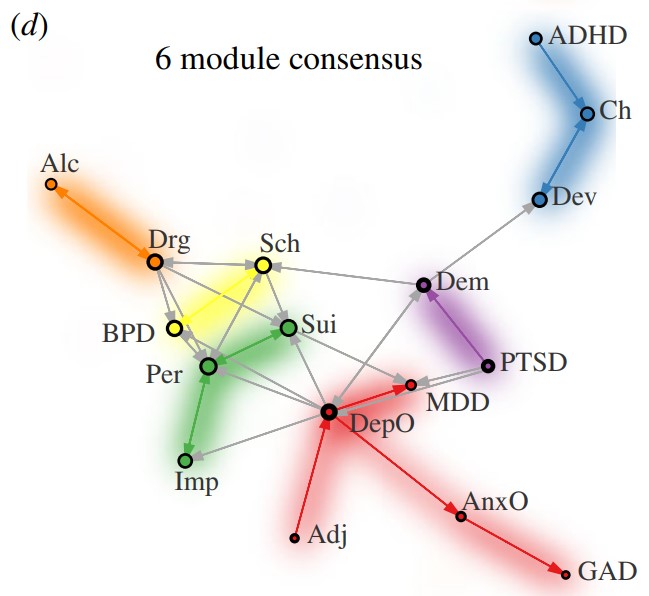 (d)
6 module consensus
ADHD
Ch
Alc
Dev
Drg
Sch
Dem
BPD
Sui
Per
PTSD
MDD
DepO
Imp
AnxO
Adj
GAD